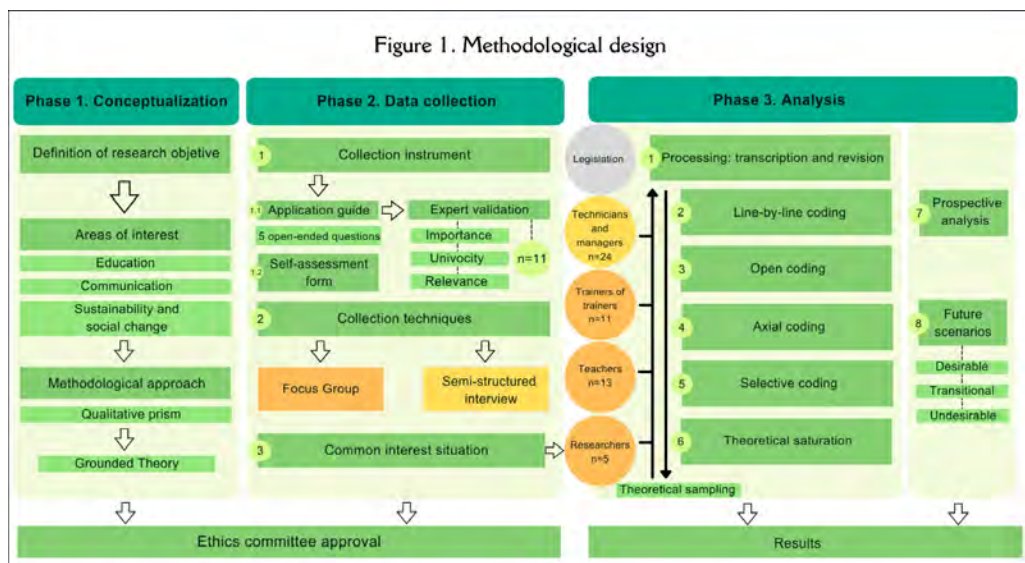 Figure 1. Methodological design
Phase 1. Conceptualization
Definition of research objetive
Areas of interest
Education
Communication
Sustainability and
social change
Methodological approach
Qualitative prism
Grounded Theory
Phase 2. Data collection
1
Collection instrument
1.1
Application guide
5 open-ended questions
1.2
Self-assessment
form
Expert validation
Importance
Univocity
Relevance
n=11
2
Collection techniques
Focus Group
Semi-structured
interview
3
Common interest situation
Ethics committee approval
Phase 3. Analysis
Legislation
Technicians
and
managers
n=24
Trainers of
trainers
n=11
Teachers
n=13
Researchers
n=5
1
Processing: transcription and revision
2
Line-by-line coding
3
Open coding
4
Axial coding
5
Selective coding
6
Theoretical saturation
Theoretical sampling
7
Prospective
analysis
8
Future
scenarios
Desirable
Transitional
Undesirable
Results